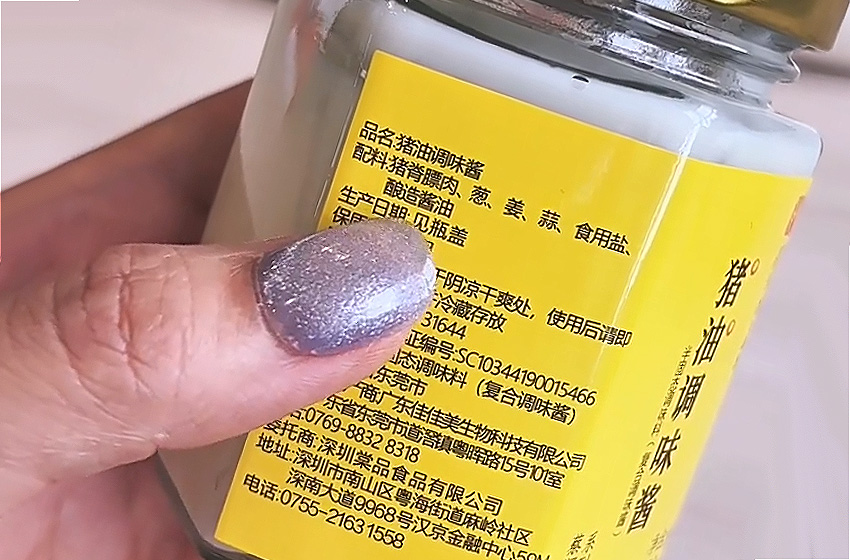 品名:猪油调味酱
配料:猪脊膘肉、葱、姜、蒜、食用盐、
酿造酱油
生产日期:见瓶盖
保
阴凉干爽处，使用后请即
冷藏存放
31644
证编号:SC10344190015466
态调味料（复合调味酱）
东莞市
商:广东佳佳美生物科技有限公司
东省东莞市道滘镇粤晖路15号101室
:0769-8832 8318
委托商:深圳棠品食品有限公司
地址:深圳市南山区粤海街道麻岭社区
深南大道9968号汉京金融中心
电话:0755-21631558
猪油调味酱